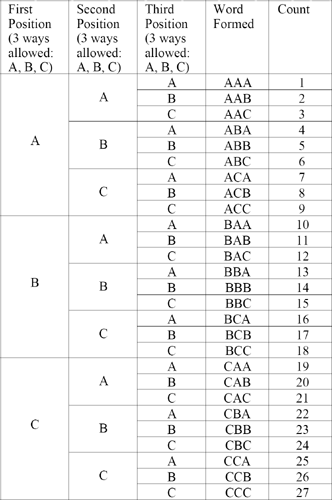 First Position (3 ways allowed: A, B, C) Second Position (3 ways allowed: A, B, C) Third Position (3 ways allowed: A, B, C) Word Formed Count
A A A AAA 1
B AAB 2
C AAC 3
B A ABA 4
B ABB 5
C ABC 6
C A ACA 7
B ACB 8
C ACC 9
B A A BAA 10
B BAB 11
C BAC 12
B A BBA 13
B BBB 14
C BBC 15
C A BCA 16
B BCB 17
C BCC 18
C A A CAA 19
B CAB 20
C CAC 21
B A CBA 22
B CBB 23
C CBC 24
C A CCA 25
B CCB 26
C CCC 27